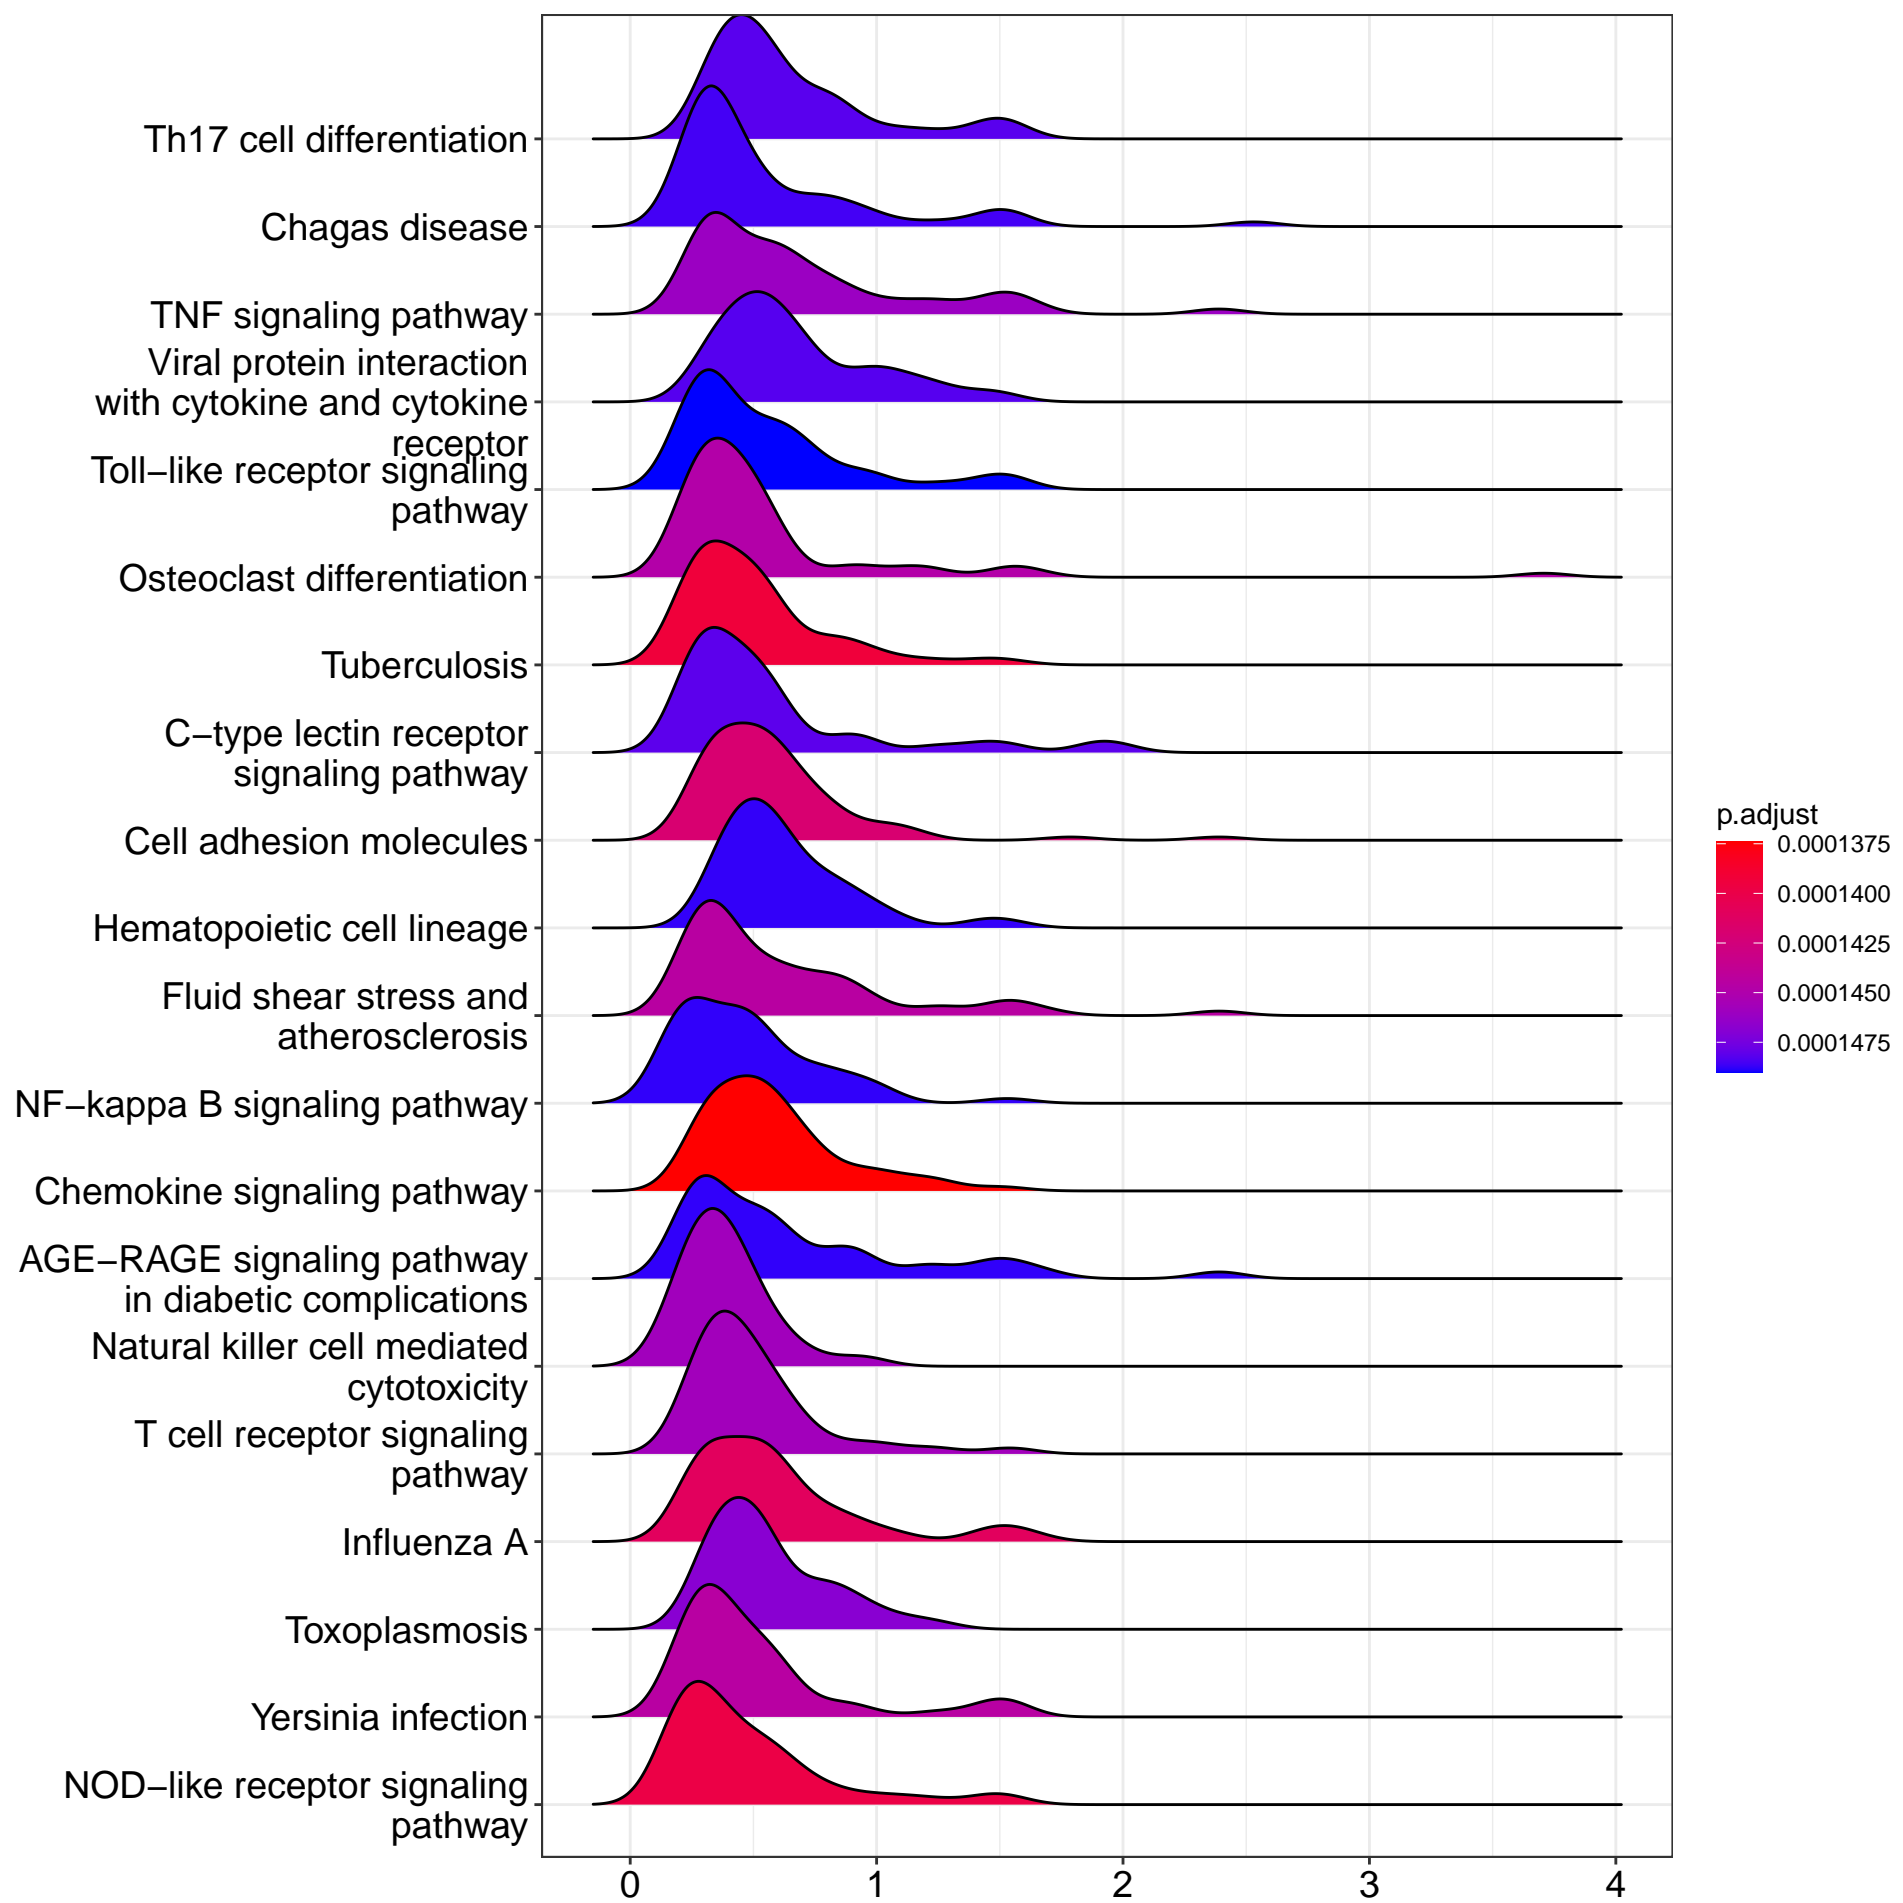 Th17 cell differentiation
Chagas disease
TNF signaling pathway
Viral protein interaction
with cytokine and cytokine
receptor
Toll−like receptor signaling
pathway
Osteoclast differentiation
Tuberculosis
C−type lectin receptor
signaling pathway
Cell adhesion molecules
Hematopoietic cell lineage
Fluid shear stress and
atherosclerosis
NF−kappa B signaling pathway
Chemokine signaling pathway
AGE−RAGE signaling pathway
in diabetic complications
Natural killer cell mediated
cytotoxicity
T cell receptor signaling
pathway
Influenza A
Toxoplasmosis
Yersinia infection
NOD−like receptor signaling
pathway
0 1 2 3 4
p.adjust
0.0001375
0.0001400
0.0001425
0.0001450
0.0001475